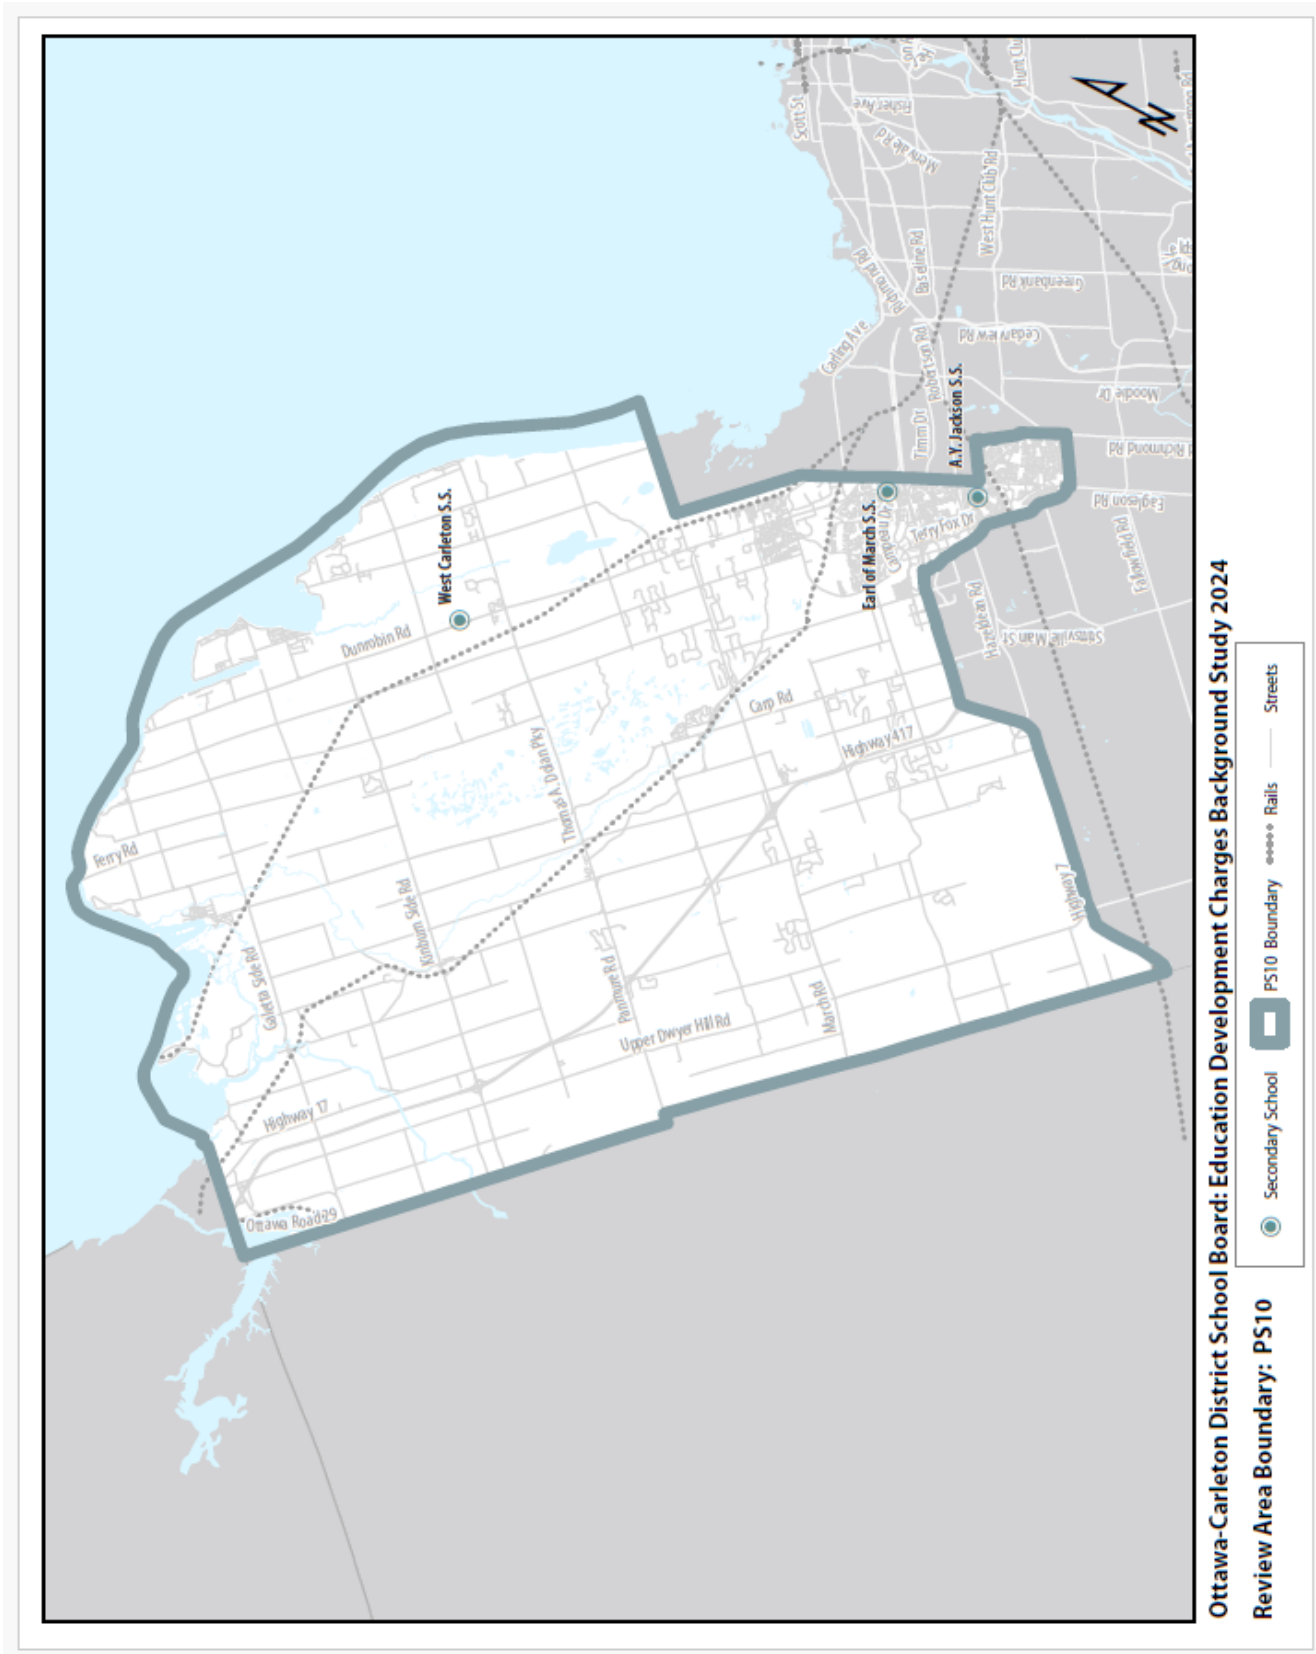 Scott St
Fisher Ave
Merivale Rd
Hunt Clu
West Hunt Club Rd
Richmond Rd
Baseline Rd
Greenbank Rd
Carling Ave
Cedarview Rd
Robertson Rd
Timm Dr
Moodie Dr
A.Y. Jackson S.S.
Richmond Rd
Eagleson Rd
West Carleton S.S.
Earl of March S.S.
Campeau Dr
Terry Fox Dr
Fallowfield Rd
Hazeldean Rd
Stittsville Main St
Dunrobin Rd
Carp Rd
Highway 417
Thomas A. Dolan Pky
Ferry Rd
Kinburn Side Rd
Highway 7
Galetta Side Rd
Panmure Rd
March Rd
Upper Dwyer Hill Rd
Highway 17
Ottawa Road 29
N
Ottawa-Carleton District School Board: Education Development Charges Background Study 2024
Review Area Boundary: PS10
Secondary School
PS10 Boundary
Rails
Streets